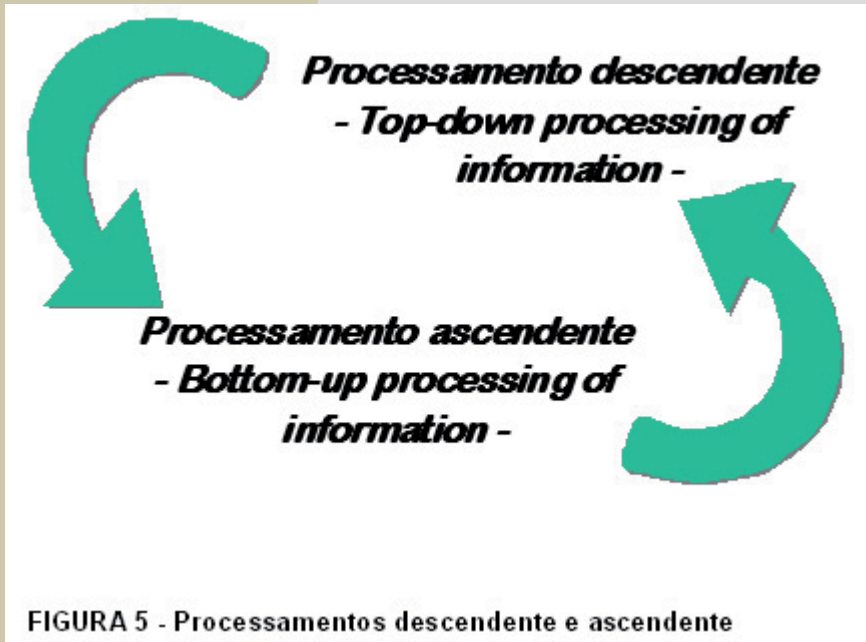 Processamento descendente
- Top-down processing of
information -
Processamento ascendente
- Bottom-up processing of
information -
FIGURA 5 - Processamentos descendente e ascendente